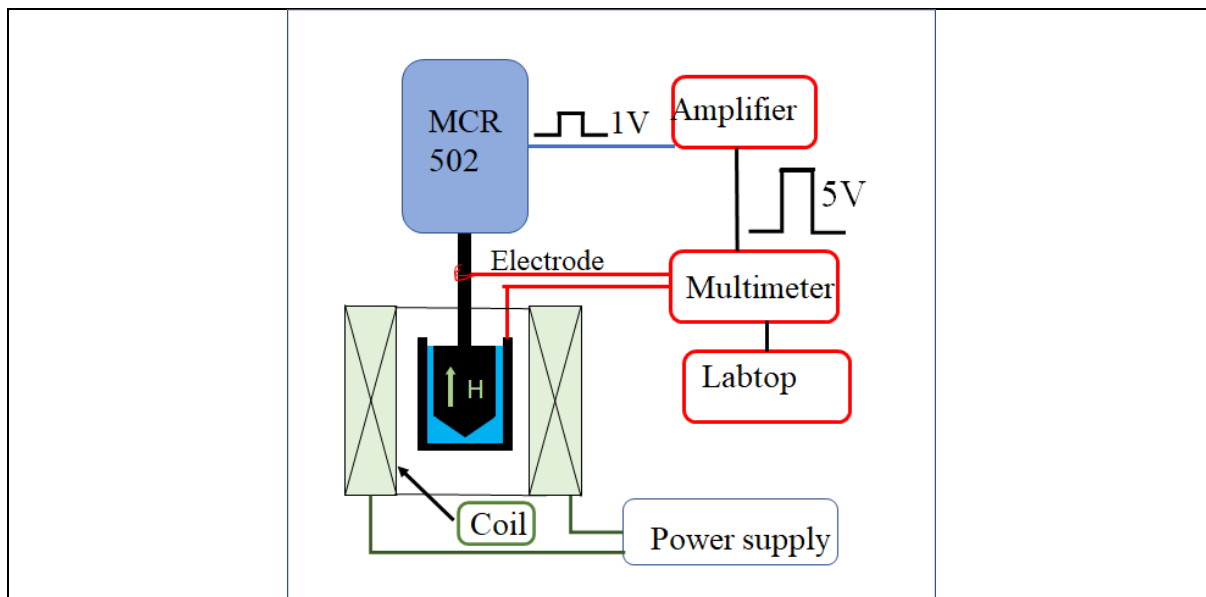 MCR
502
1V
Amplifier
5V
Electrode
Multimeter
Labtop
H
Coil
Power supply